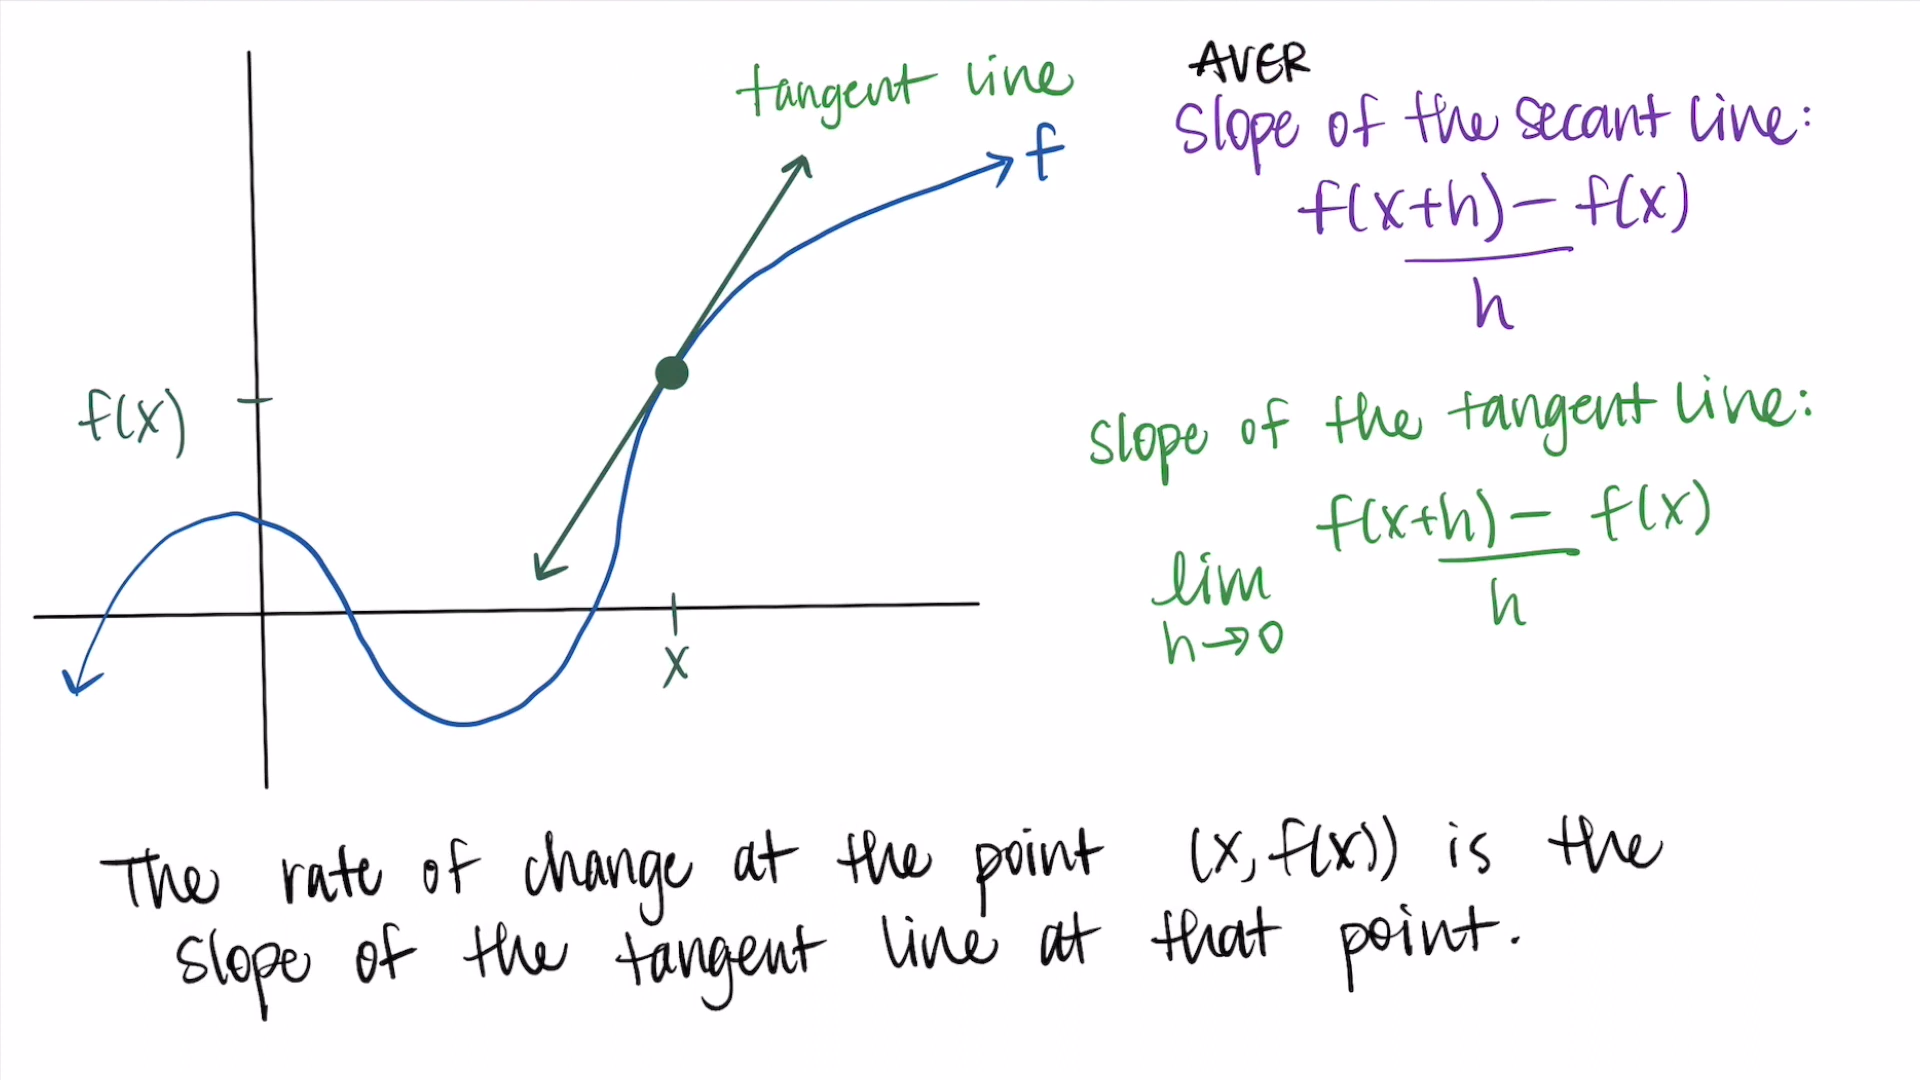 tangent line
f
f(x)
x
AVER
slope of the secant line:
f(x+h) - f(x)
h
slope of the tangent line:
lim f(x+h) - f(x)
h→0 h
The rate of change at the point (x, f(x)) is the
slope of the tangent line at that point.